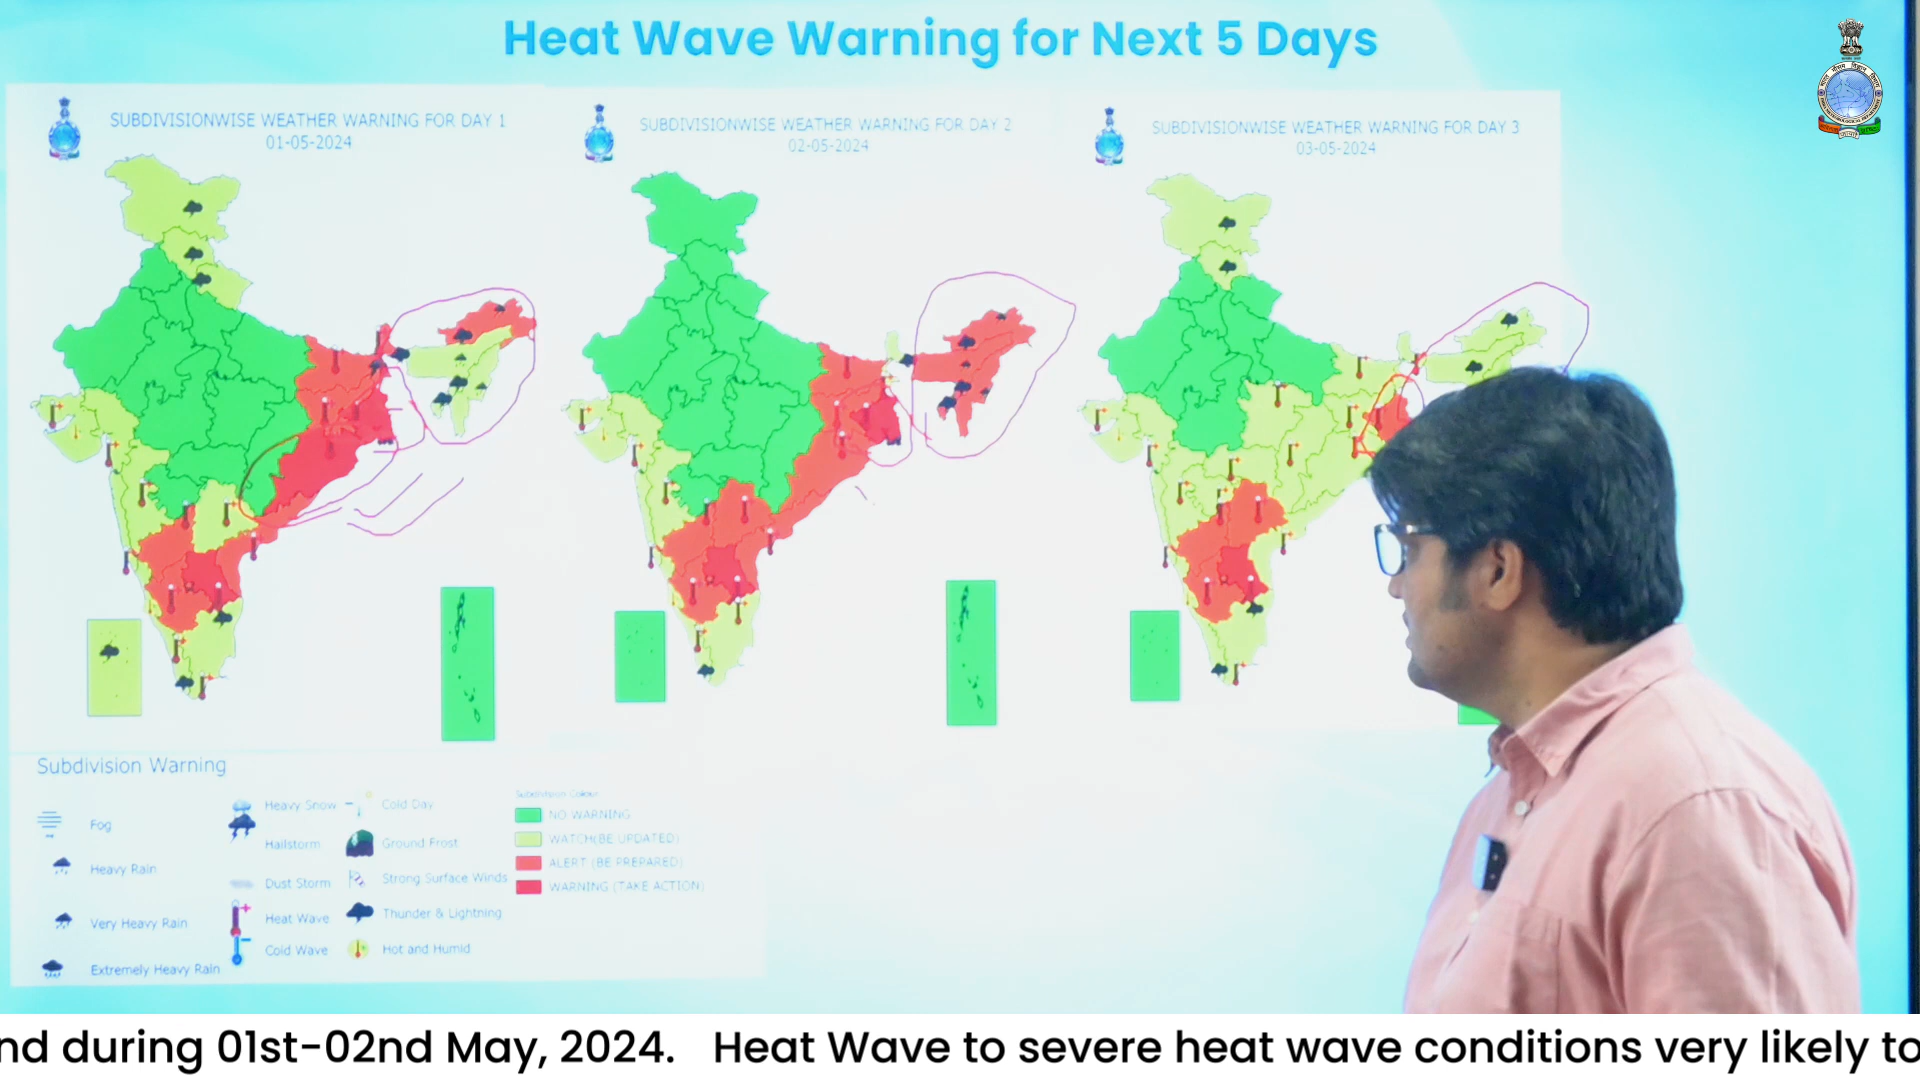 Heat Wave Warning for Next 5 Days
SUBDIVISIONWISE WEATHER WARNING FOR DAY 1
01-05-2024
SUBDIVISIONWISE WEATHER WARNING FOR DAY 2
02-05-2024
SUBDIVISIONWISE WEATHER WARNING FOR DAY 3
03-05-2024
Subdivision Warning
Fog
Heavy Rain
Very Heavy Rain
Extremely Heavy Rain
Heavy Snow
Hailstorm
Dust Storm
Heat Wave
Cold Wave
Cold Day
Ground Frost
Strong Surface Winds
Thunder & Lightning
Hot and Humid
Subdivision Colour
NO WARNING
WATCH(BE UPDATED)
ALERT (BE PREPARED)
WARNING (TAKE ACTION)
nd during 01st-02nd May, 2024. Heat Wave to severe heat wave conditions very likely to